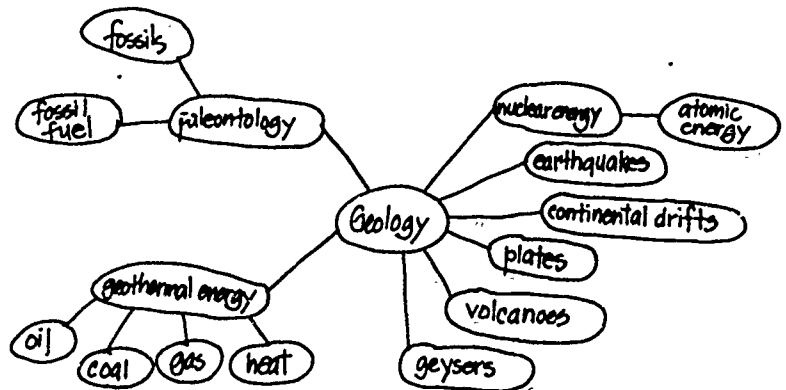 fossils
fossil
fuel
paleontology
nuclear energy
atomic
energy
earthquakes
Geology
continental drifts
plates
geothermal energy
volcanoes
oil
coal
gas
heat
geysers